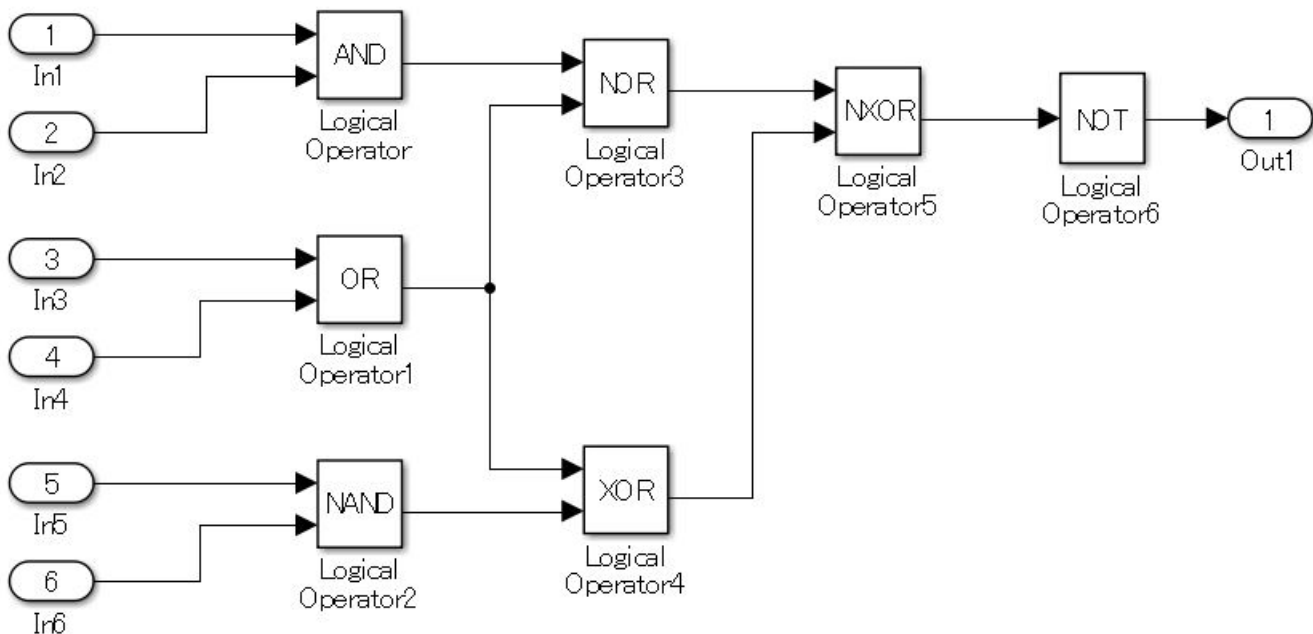 1
In1
2
In2
AND
Logical
Operator
NOR
Logical
Operator3
NXOR
Logical
Operator5
NOT
Logical
Operator6
1
Out1
3
In3
4
In4
OR
Logical
Operator1
5
In5
6
In6
NAND
Logical
Operator2
XOR
Logical
Operator4